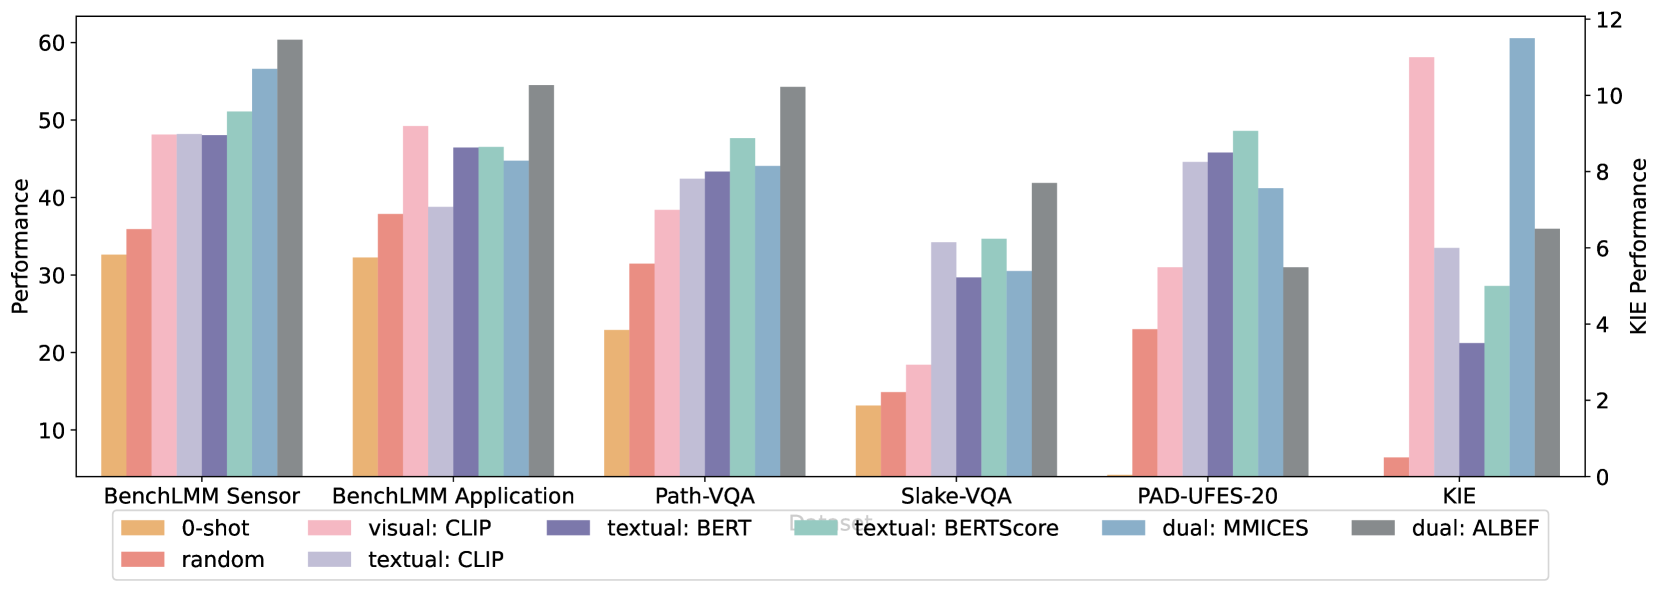 60
50
40
30
20
10
Performance
12
10
8
6
4
2
0
KIE Performance
BenchLMM Sensor BenchLMM Application Path-VQA Slake-VQA PAD-UFES-20 KIE
Dataset
0-shot visual: CLIP textual: BERT textual: BERTScore dual: MMICES dual: ALBEF
random textual: CLIP